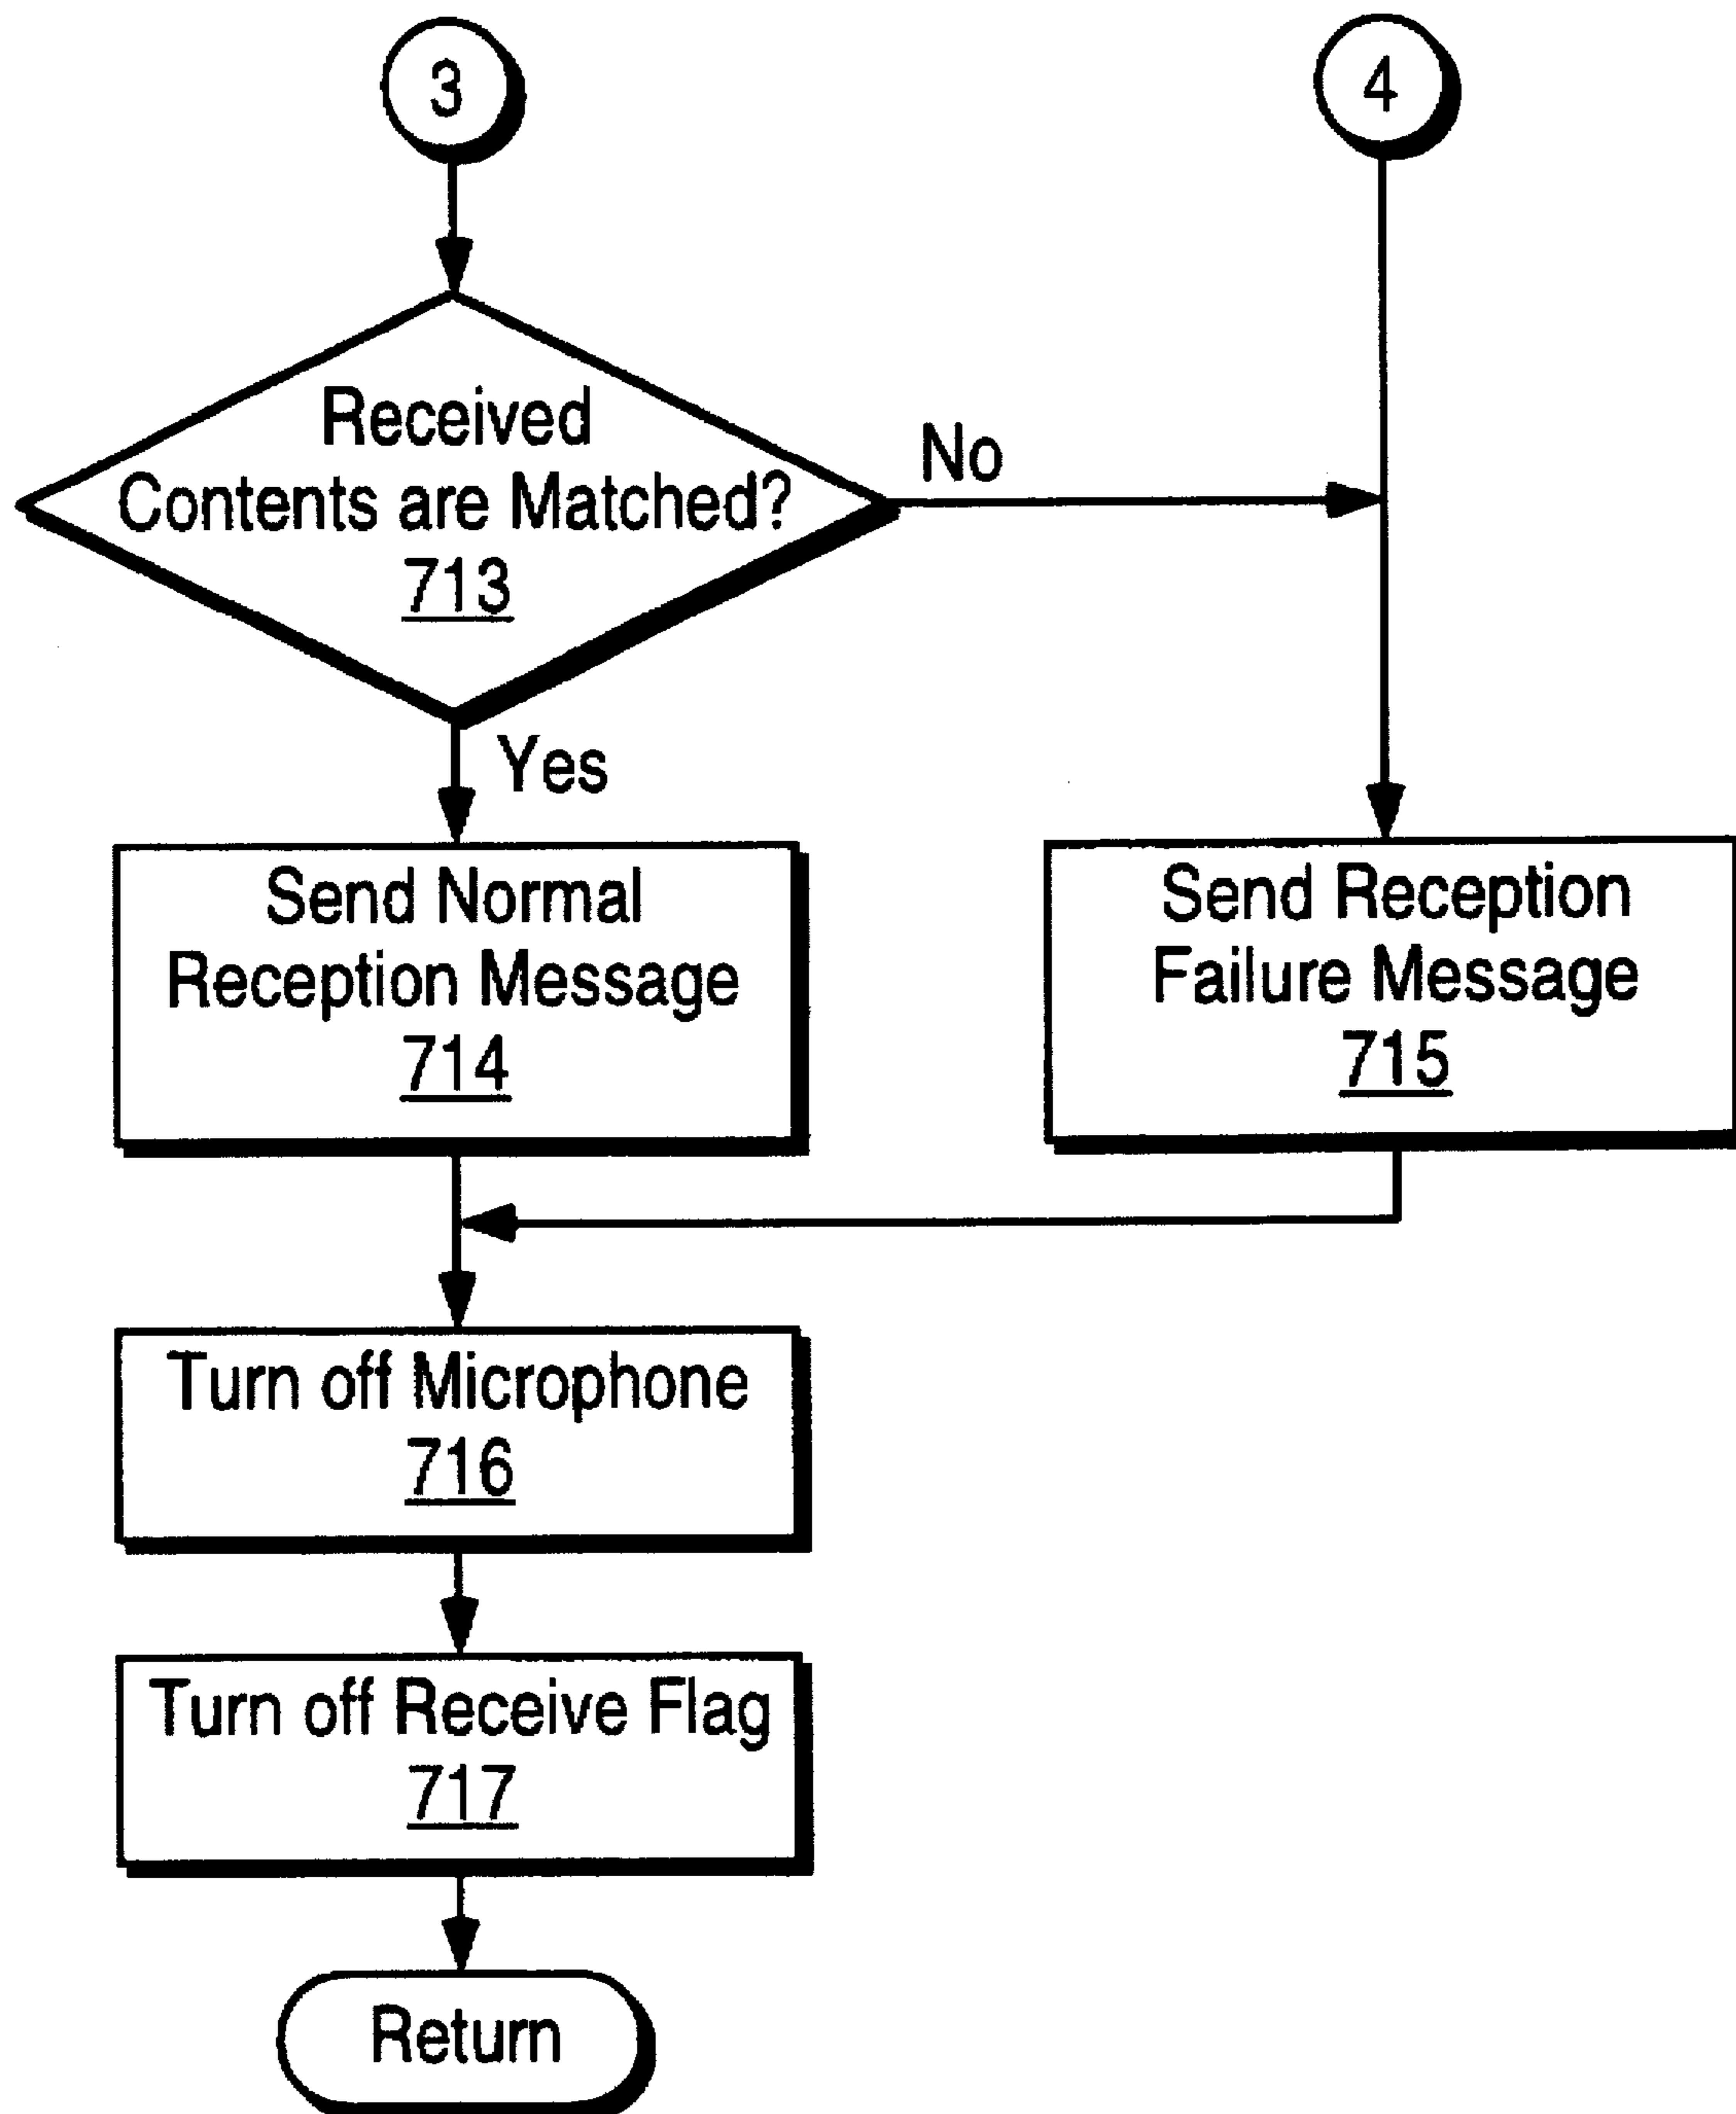 3
4
Received
Contents are Matched?
713
No
Yes
Send Normal
Reception Message
714
Send Reception
Failure Message
715
Turn off Microphone
716
Turn off Receive Flag
717
Return